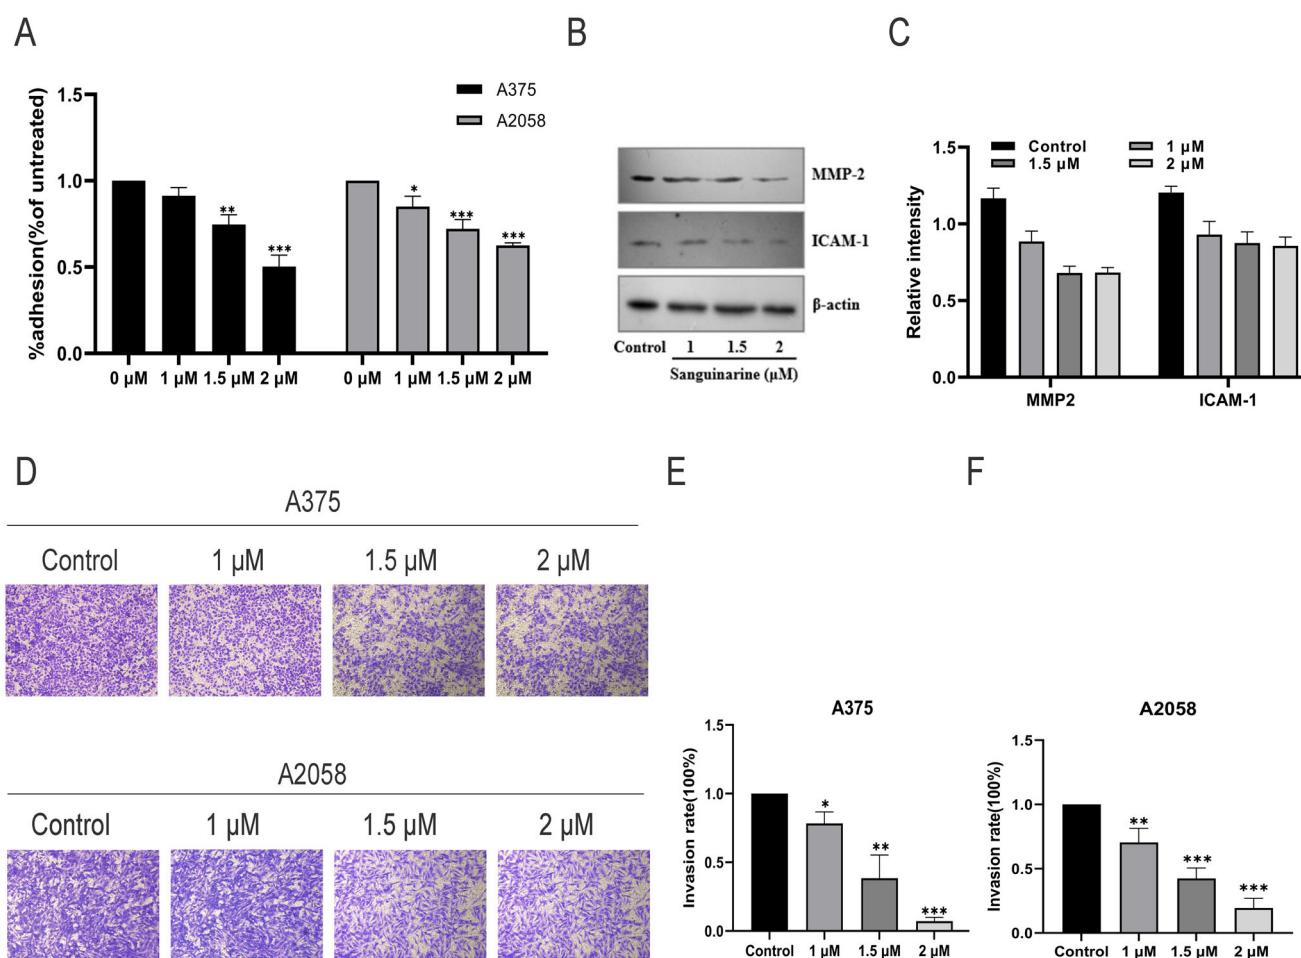 A
B
C
1.5
1.0
0.5
0.0
%adhesion(%of untreated)
A375
A2058
**
***
*
***
***
0 µM 1 µM 1.5 µM 2 µM
0 µM 1 µM 1.5 µM 2 µM
MMP-2
ICAM-1
β-actin
Control 1 1.5 2
Sanguinarine (µM)
1.5
1.0
0.5
0.0
Relative intensity
Control 1 µM
1.5 µM 2 µM
MMP2 ICAM-1
D
A375
Control 1 µM 1.5 µM 2 µM
A2058
Control 1 µM 1.5 µM 2 µM
E
A375
1.5
1.0
0.5
0.0
Invasion rate(100%)
*
**
***
Control 1 µM 1.5 µM 2 µM
F
A2058
1.5
1.0
0.5
0.0
Invasion rate(100%)
**
***
***
Control 1 µM 1.5 µM 2 µM